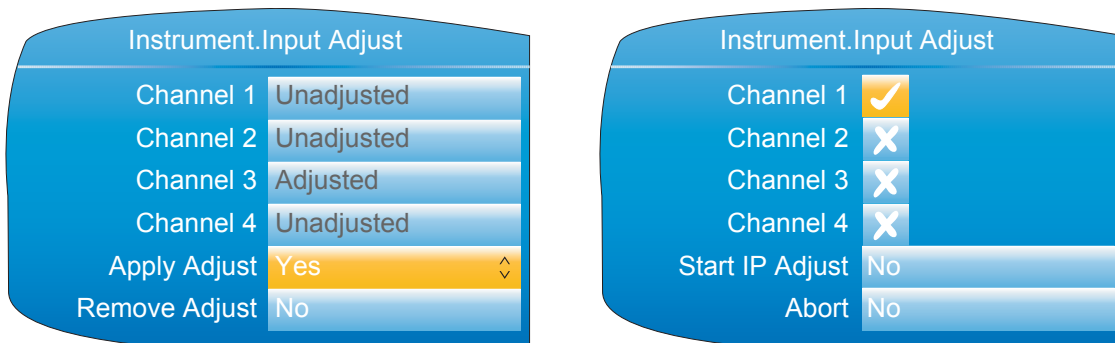 Instrument.Input Adjust
Channel 1 Unadjusted
Channel 2 Unadjusted
Channel 3 Adjusted
Channel 4 Unadjusted
Apply Adjust Yes
Remove Adjust No
Instrument.Input Adjust
Channel 1
Channel 2
Channel 3
Channel 4
Start IP Adjust No
Abort No